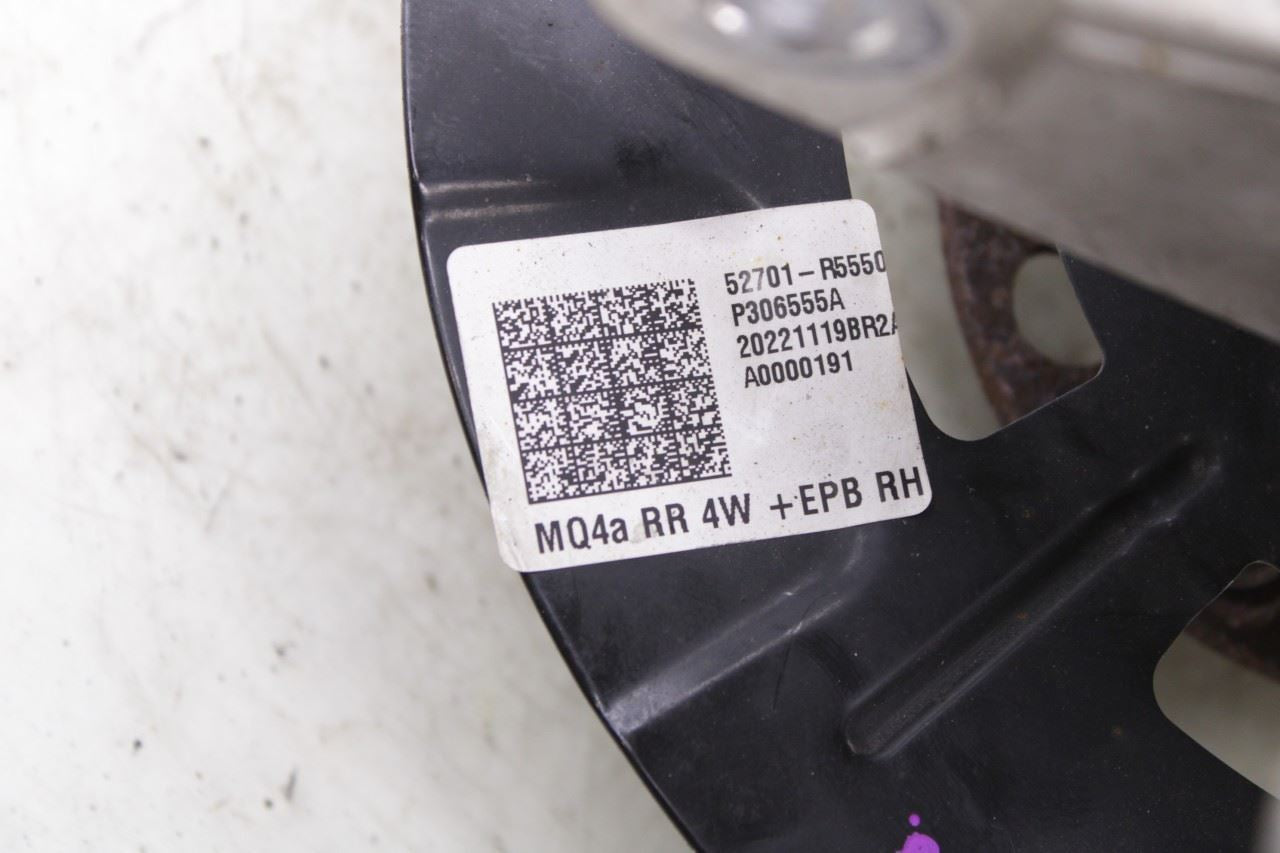 52701-R5550
P306555A
20221119BR2A
A0000191
MQ4a RR 4W +EPB RH